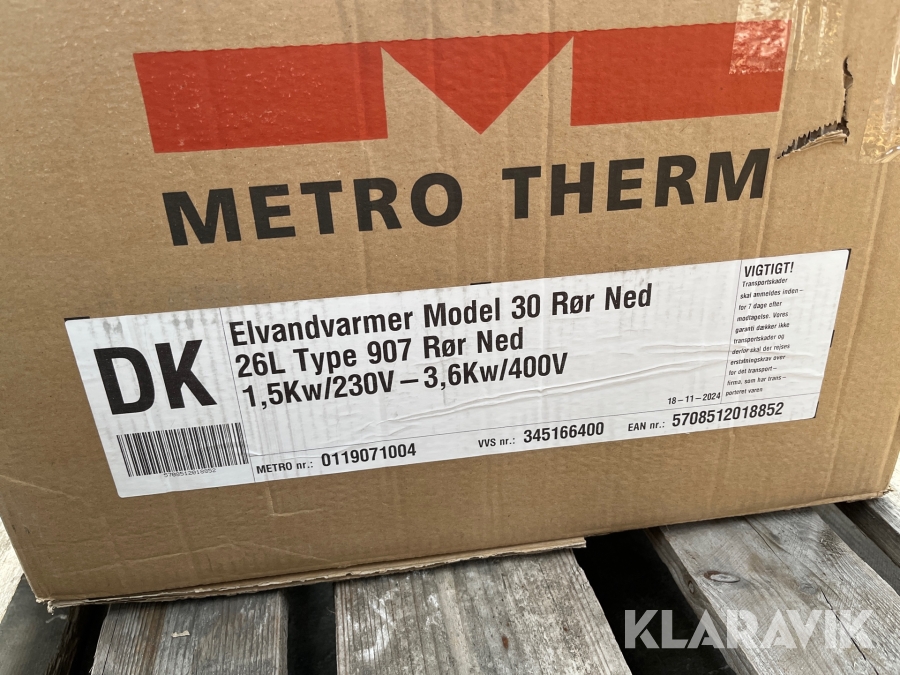 METRO THERM
DK
Elvandvarmer Model 30 Rør Ned
26L Type 907 Rør Ned
1,5Kw/230V – 3,6Kw/400V
VIGTIGT!
Transportskader
skal anmeldes inden-
for 7 dage efter
modtagelse. Vores
garanti dækker ikke
transportskader og
derfor skal der rejses
erstatningskrav over
for det transport-
firma, som har trans-
porteret varen
18-11-2024
5708512018852
METRO nr.: 0119071004
VVS nr.: 345166400
EAN nr.: 5708512018852
KLARAVIK